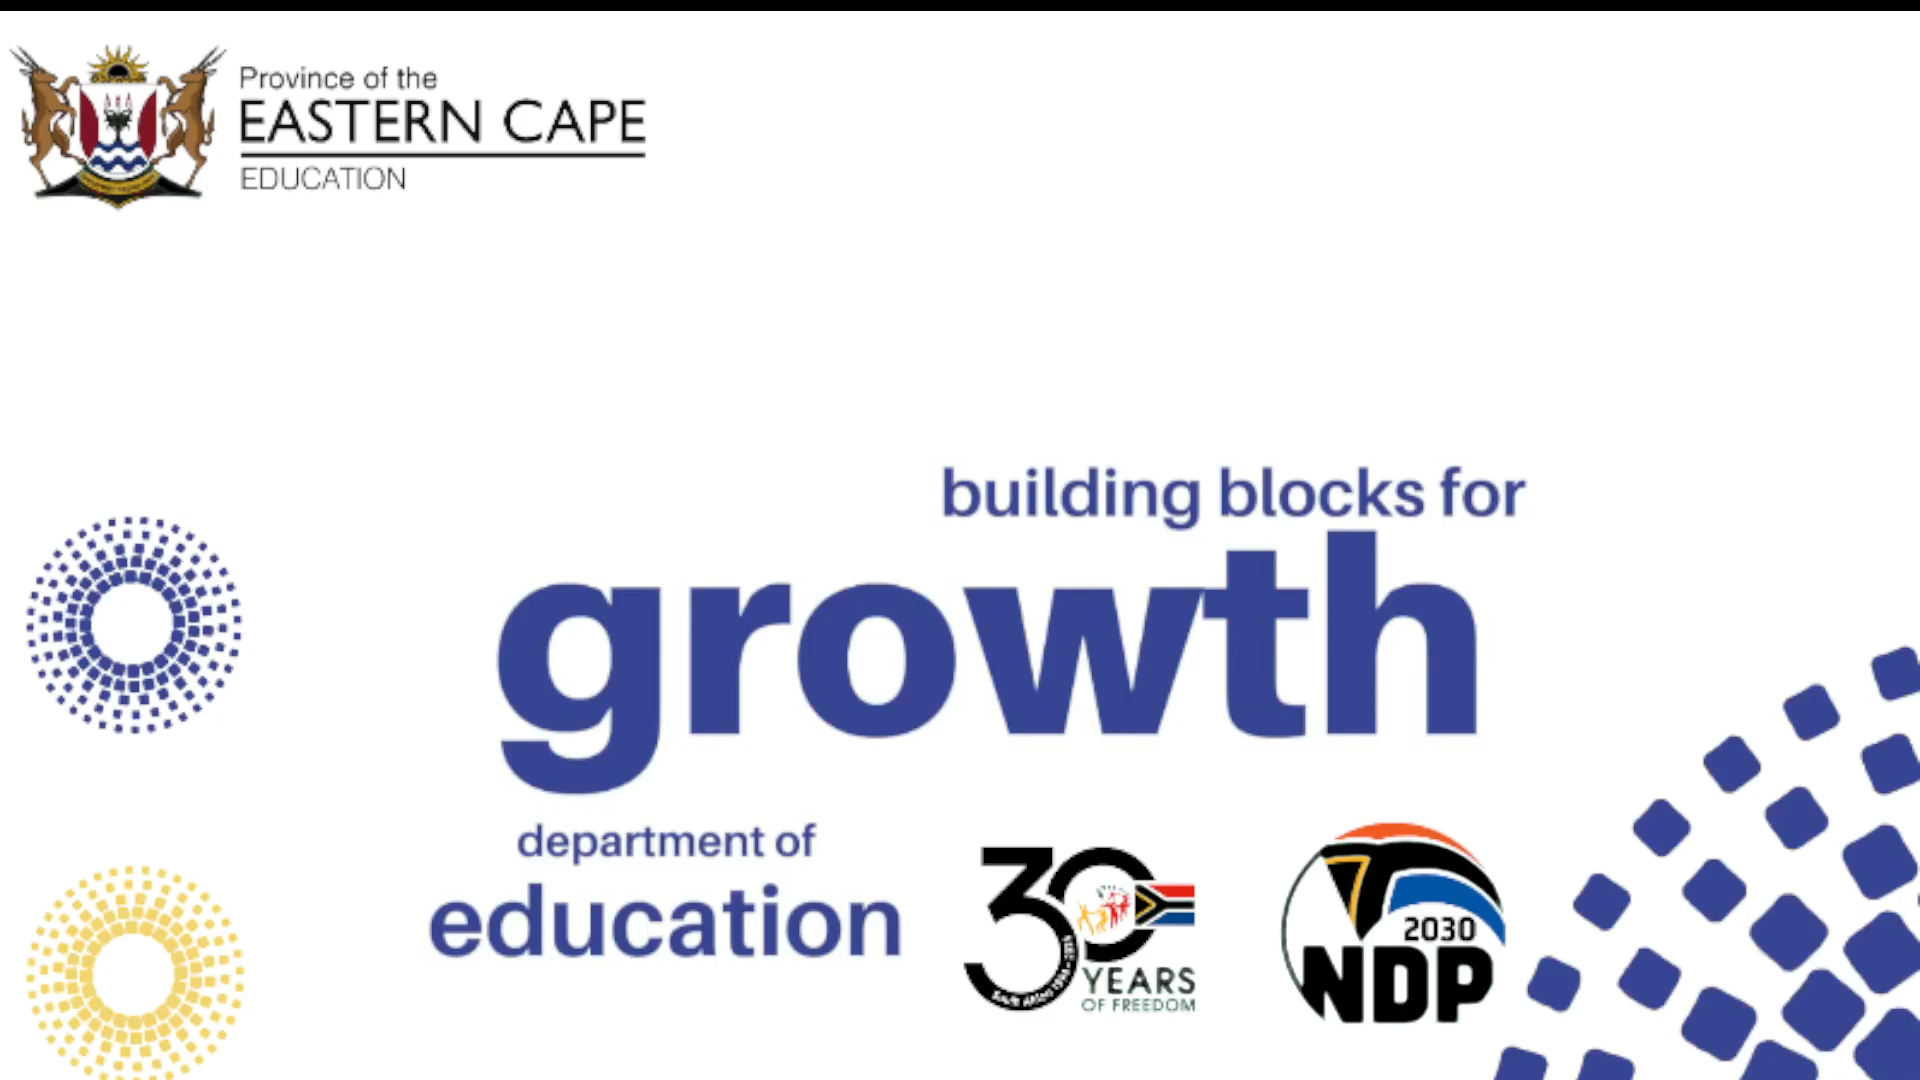 Province of the
EASTERN CAPE
EDUCATION
building blocks for
growth
department of
education
30
YEARS
OF FREEDOM
2030
NDP